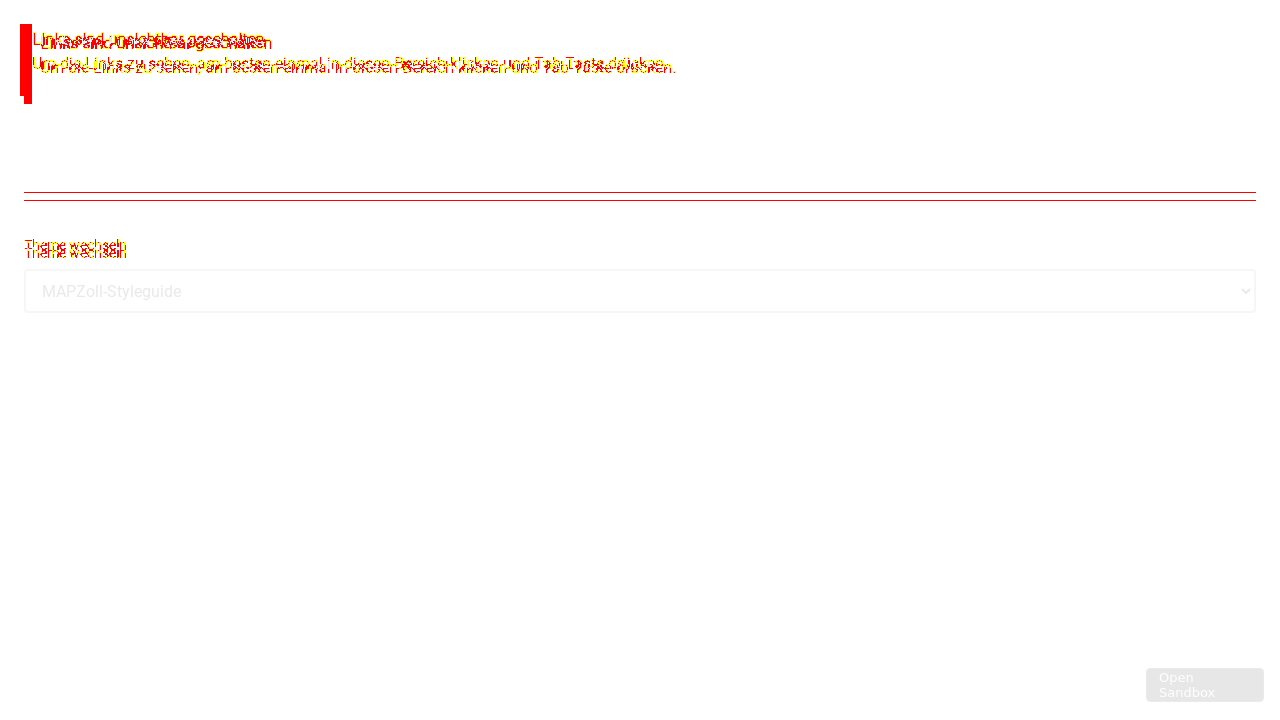 Links sind unsichtbar geschalten
Um die Links zu sehen, am besten einmal in diesen Bereich klicken und Tab-Taste drücken.
Theme wechseln
MAPZoll-Styleguide
Open
Sandbox